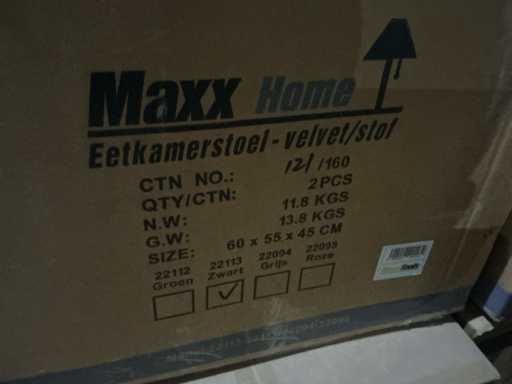 Maxx Home
Eetkamerstoel - velvet/stof
CTN NO.: 121/160
QTY/CTN: 2PCS
N.W: 11.8 KGS
G.W: 13.8 KGS
SIZE: 60 x 55 x 45 CM
22112 22113 22094 22095
Groen Zwart Grijs Roze